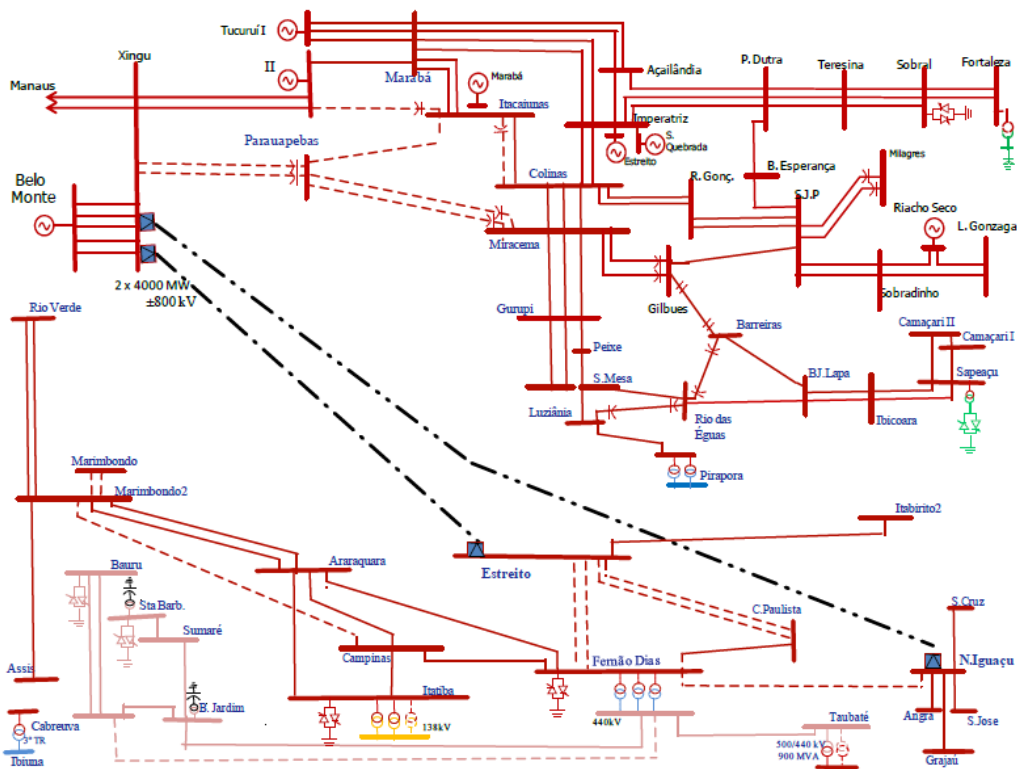 Tucuruí I
Xingu
II
Manaus
Marabá
Marabá
Itacaiunas
Açailândia
P. Dutra
Teresina
Sobral
Fortaleza
Imperatriz
S.
Quebrada
Estreito
Parauapebas
Colinas
R. Gonç.
B. Esperança
Milagres
S.J.P
Riacho Seco
L. Gonzaga
Belo
Monte
Miracema
2 x 4000 MW
±800 kV
Gilbues
Sobradinho
Rio Verde
Gurupi
Barreiras
Camaçari II
Camaçari I
Peixe
S.Mesa
BJ.Lapa
Sapeaçu
Luziânia
Rio das
Éguas
Ibicoara
Pirapora
Marimbondo
Marimbondo2
Itabirito2
Araraquara
Estreito
Bauru
Sta Barb.
Sumaré
C.Paulista
S.Cruz
Campinas
Fernão Dias
N.Iguaçu
Assis
Itatiba
B. Jardim
138kV
440kV
Angra
S.Jose
Cabreuva
3° TR
Ibiuna
Taubaté
500/440 kV
900 MVA
Grajaú